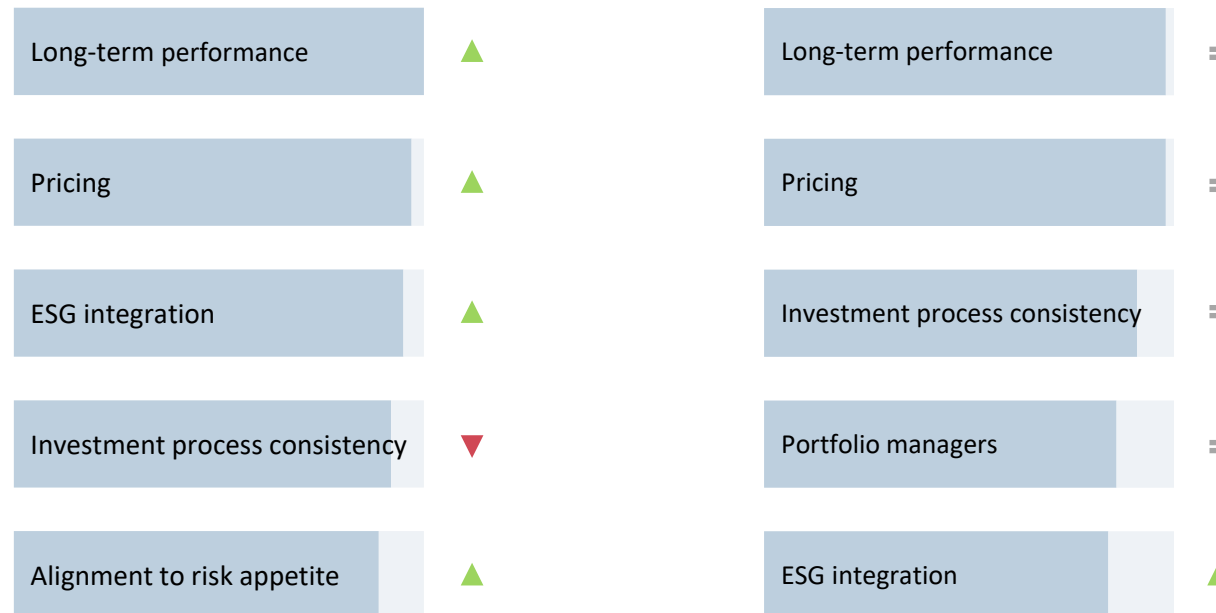 Long-term performance
Pricing
ESG integration
Investment process consistency
Alignment to risk appetite
Long-term performance
Pricing
Investment process consistency
Portfolio managers
ESG integration